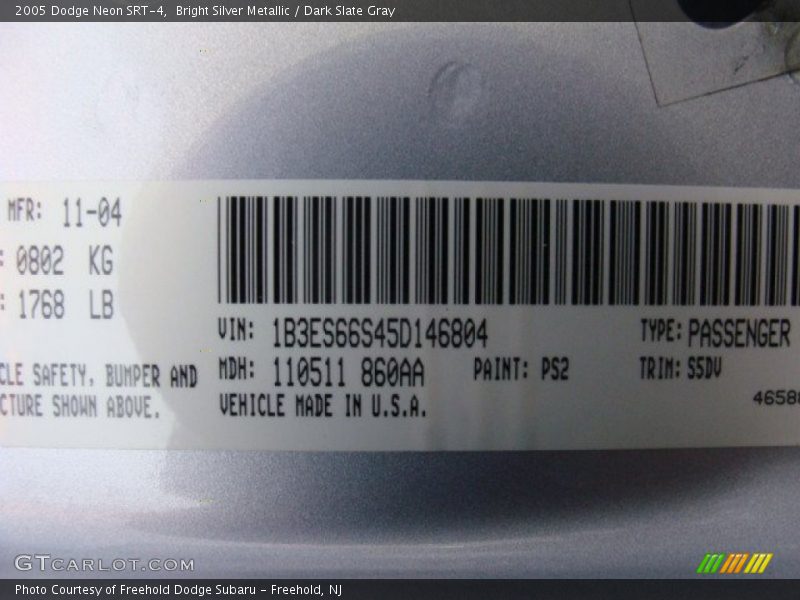 2005 Dodge Neon SRT-4, Bright Silver Metallic / Dark Slate Gray
MFR: 11-04
: 0802 KG
: 1768 LB
VIN: 1B3ES66S45D146804
TYPE: PASSENGER
MDH: 110511 860AA
PAINT: PS2
TRIM: S5DV
CLE SAFETY, BUMPER AND
CTURE SHOWN ABOVE.
VEHICLE MADE IN U.S.A.
4658
GTCARLOT.COM
Photo Courtesy of Freehold Dodge Subaru - Freehold, NJ